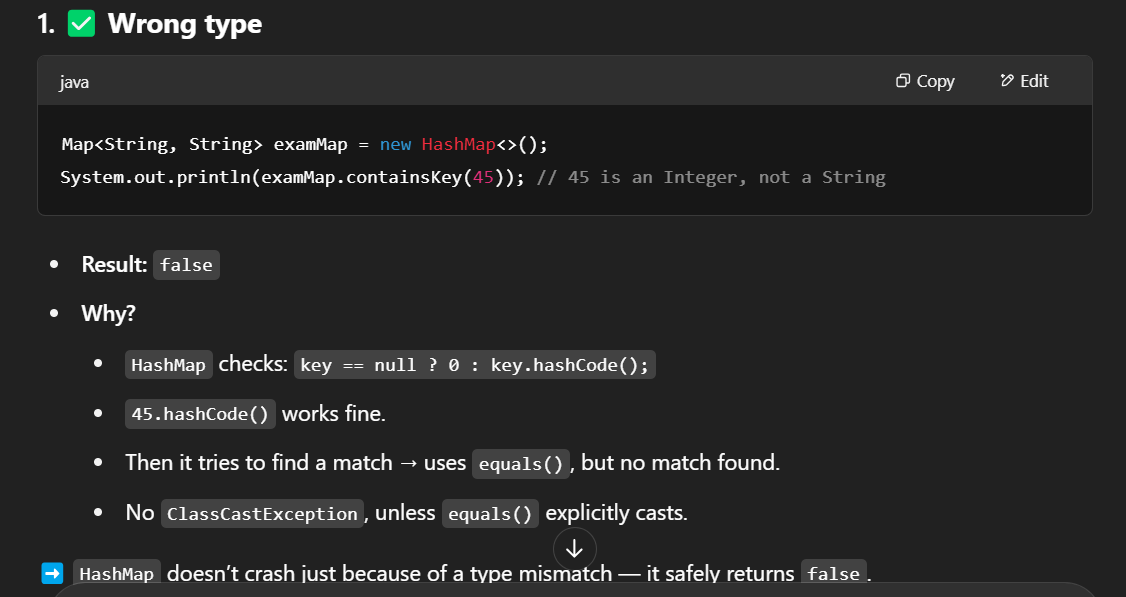 1. ✅ Wrong type
java Copy Edit
Map<String, String> examMap = new HashMap<>();
System.out.println(examMap.containsKey(45)); // 45 is an Integer, not a String
• Result: false
• Why?
• HashMap checks: key == null ? 0 : key.hashCode();
• 45.hashCode() works fine.
• Then it tries to find a match → uses equals(), but no match found.
• No ClassCastException, unless equals() explicitly casts.
➡ HashMap doesn’t crash just because of a type mismatch — it safely returns false.